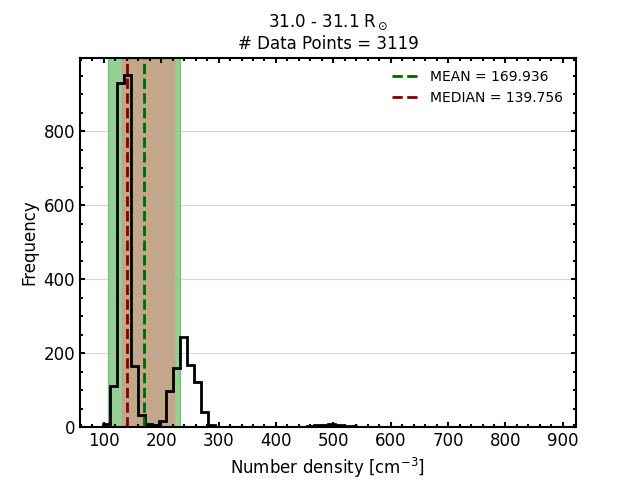 31.0 - 31.1 R⊙
# Data Points = 3119
MEAN = 169.936
MEDIAN = 139.756
Frequency
800
600
400
200
0
100 200 300 400 500 600 700 800 900
Number density [cm⁻³]